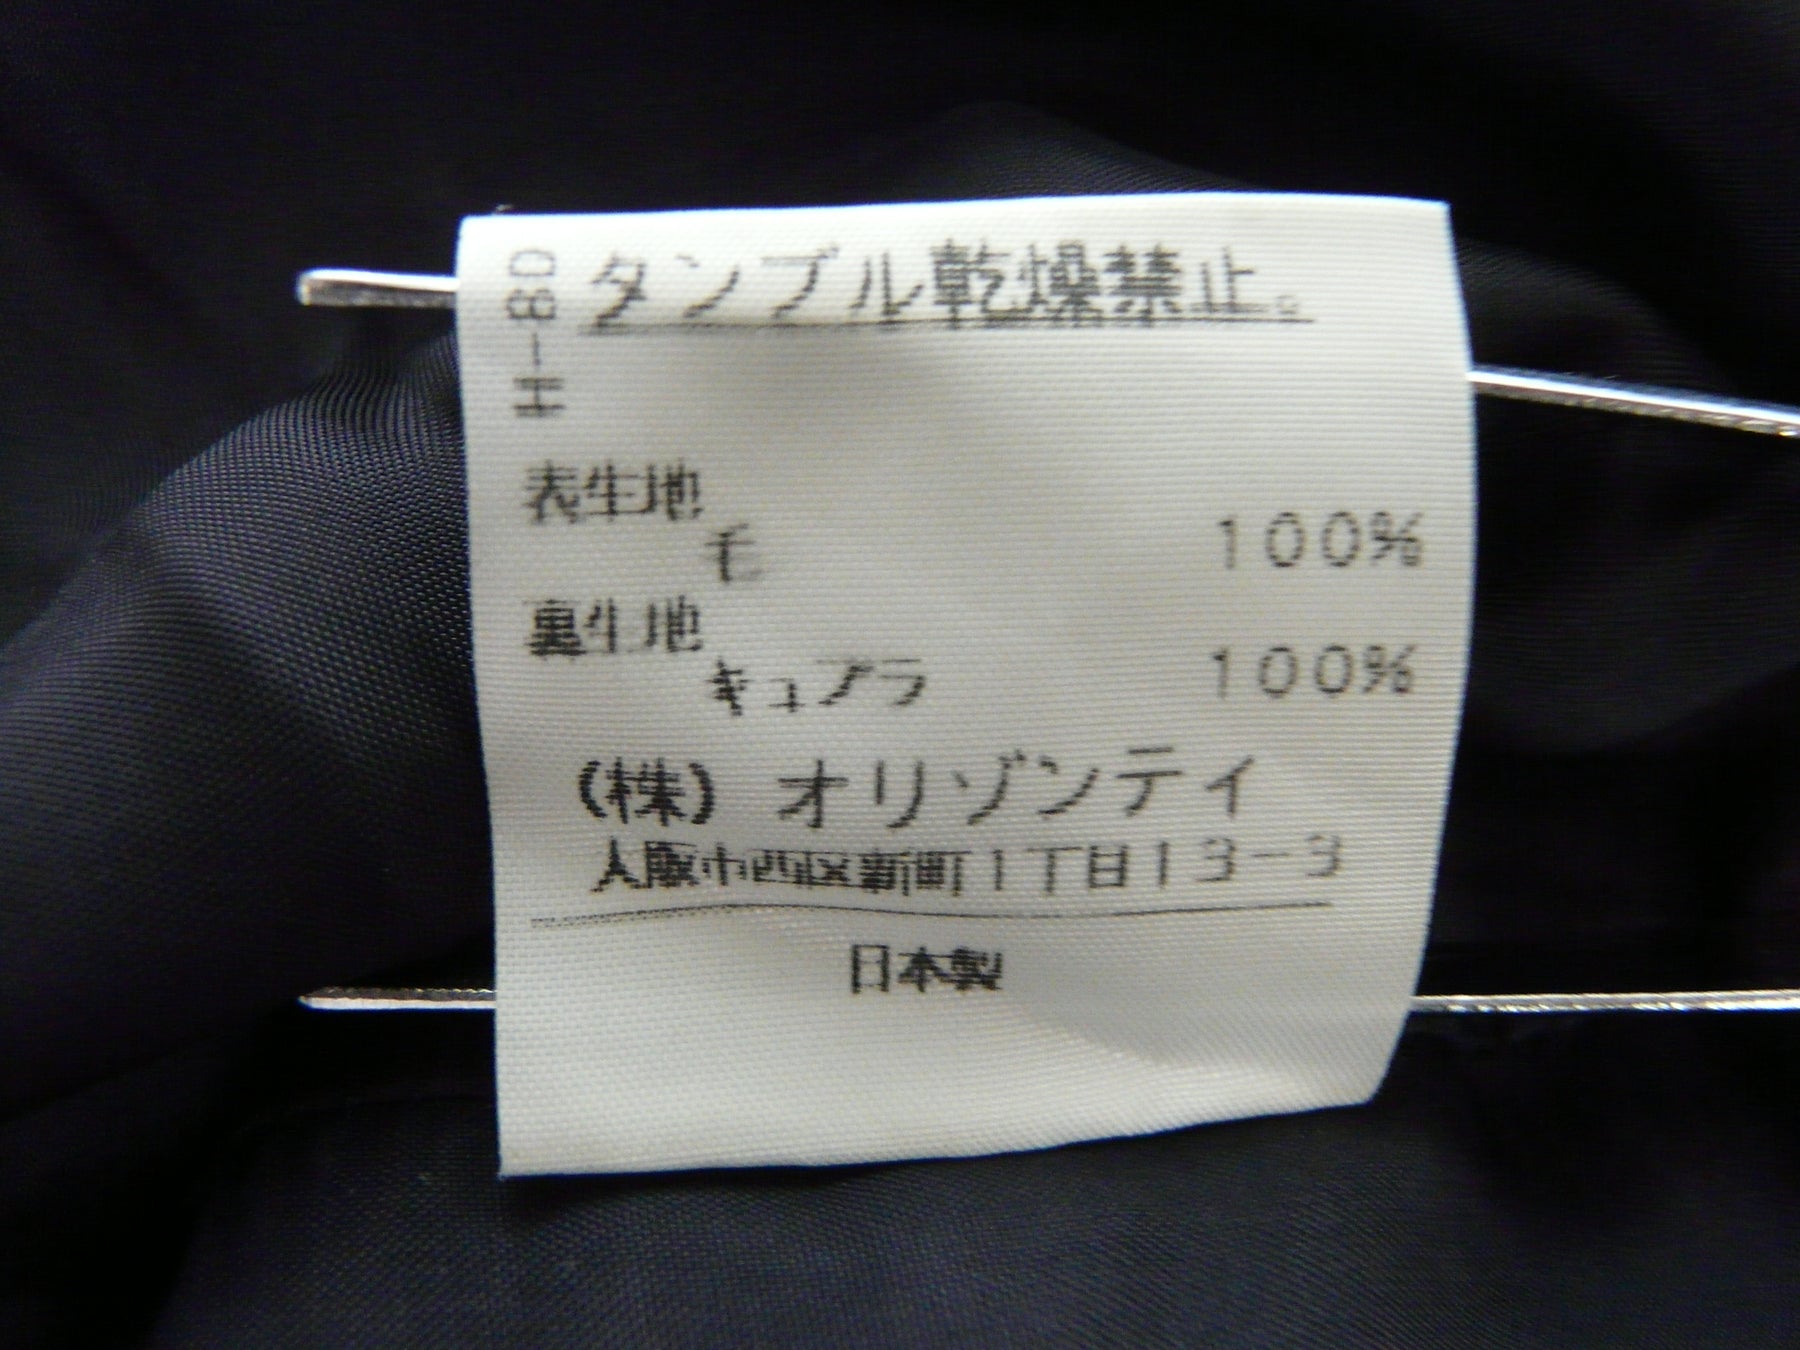 タンブル乾燥禁止。
H-8D
表生地
毛 100%
裏生地
キュプラ 100%
(株) オリゾンティ
大阪市西区新町1丁目13-3
日本製